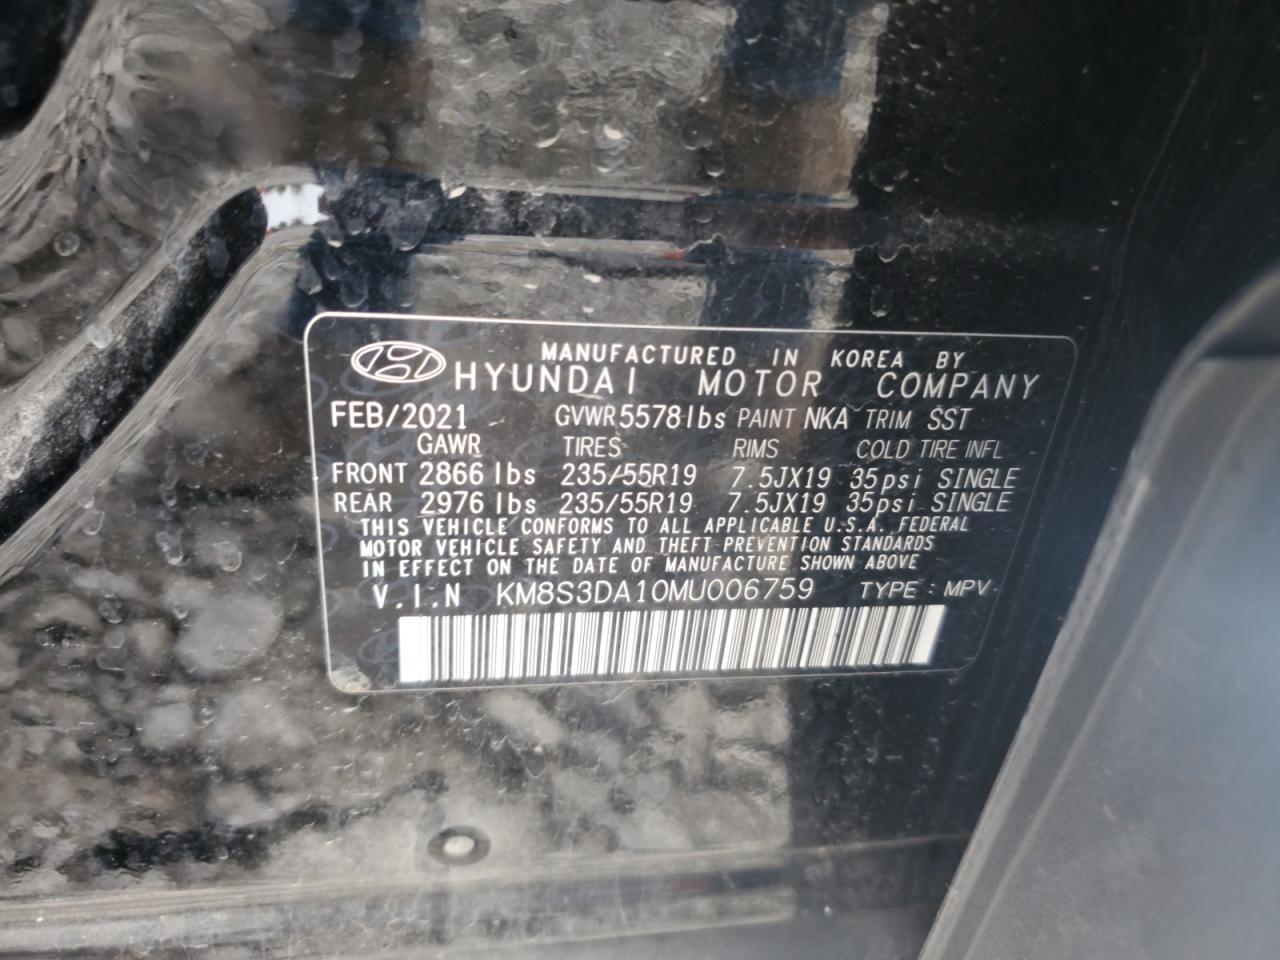 MANUFACTURED IN KOREA BY
HYUNDAI MOTOR COMPANY
FEB/2021 GVWR 5578lbs PAINT NKA TRIM SST
GAWR TIRES RIMS COLD TIRE INFL
FRONT 2866 lbs 235/55R19 7.5JX19 35psi SINGLE
REAR 2976 lbs 235/55R19 7.5JX19 35psi SINGLE
THIS VEHICLE CONFORMS TO ALL APPLICABLE U.S.A. FEDERAL
MOTOR VEHICLE SAFETY AND THEFT PREVENTION STANDARDS
IN EFFECT ON THE DATE OF MANUFACTURE SHOWN ABOVE
V.I.N KM8S3DA10MU006759 TYPE : MPV